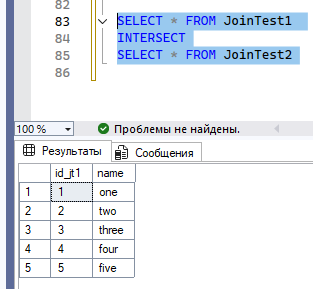 82
83 SELECT * FROM JoinTest1
84 INTERSECT
85 SELECT * FROM JoinTest2
86
100 % Проблемы не найдены.
Результаты Сообщения
id_jt1 name
1 1 one
2 2 two
3 3 three
4 4 four
5 5 five